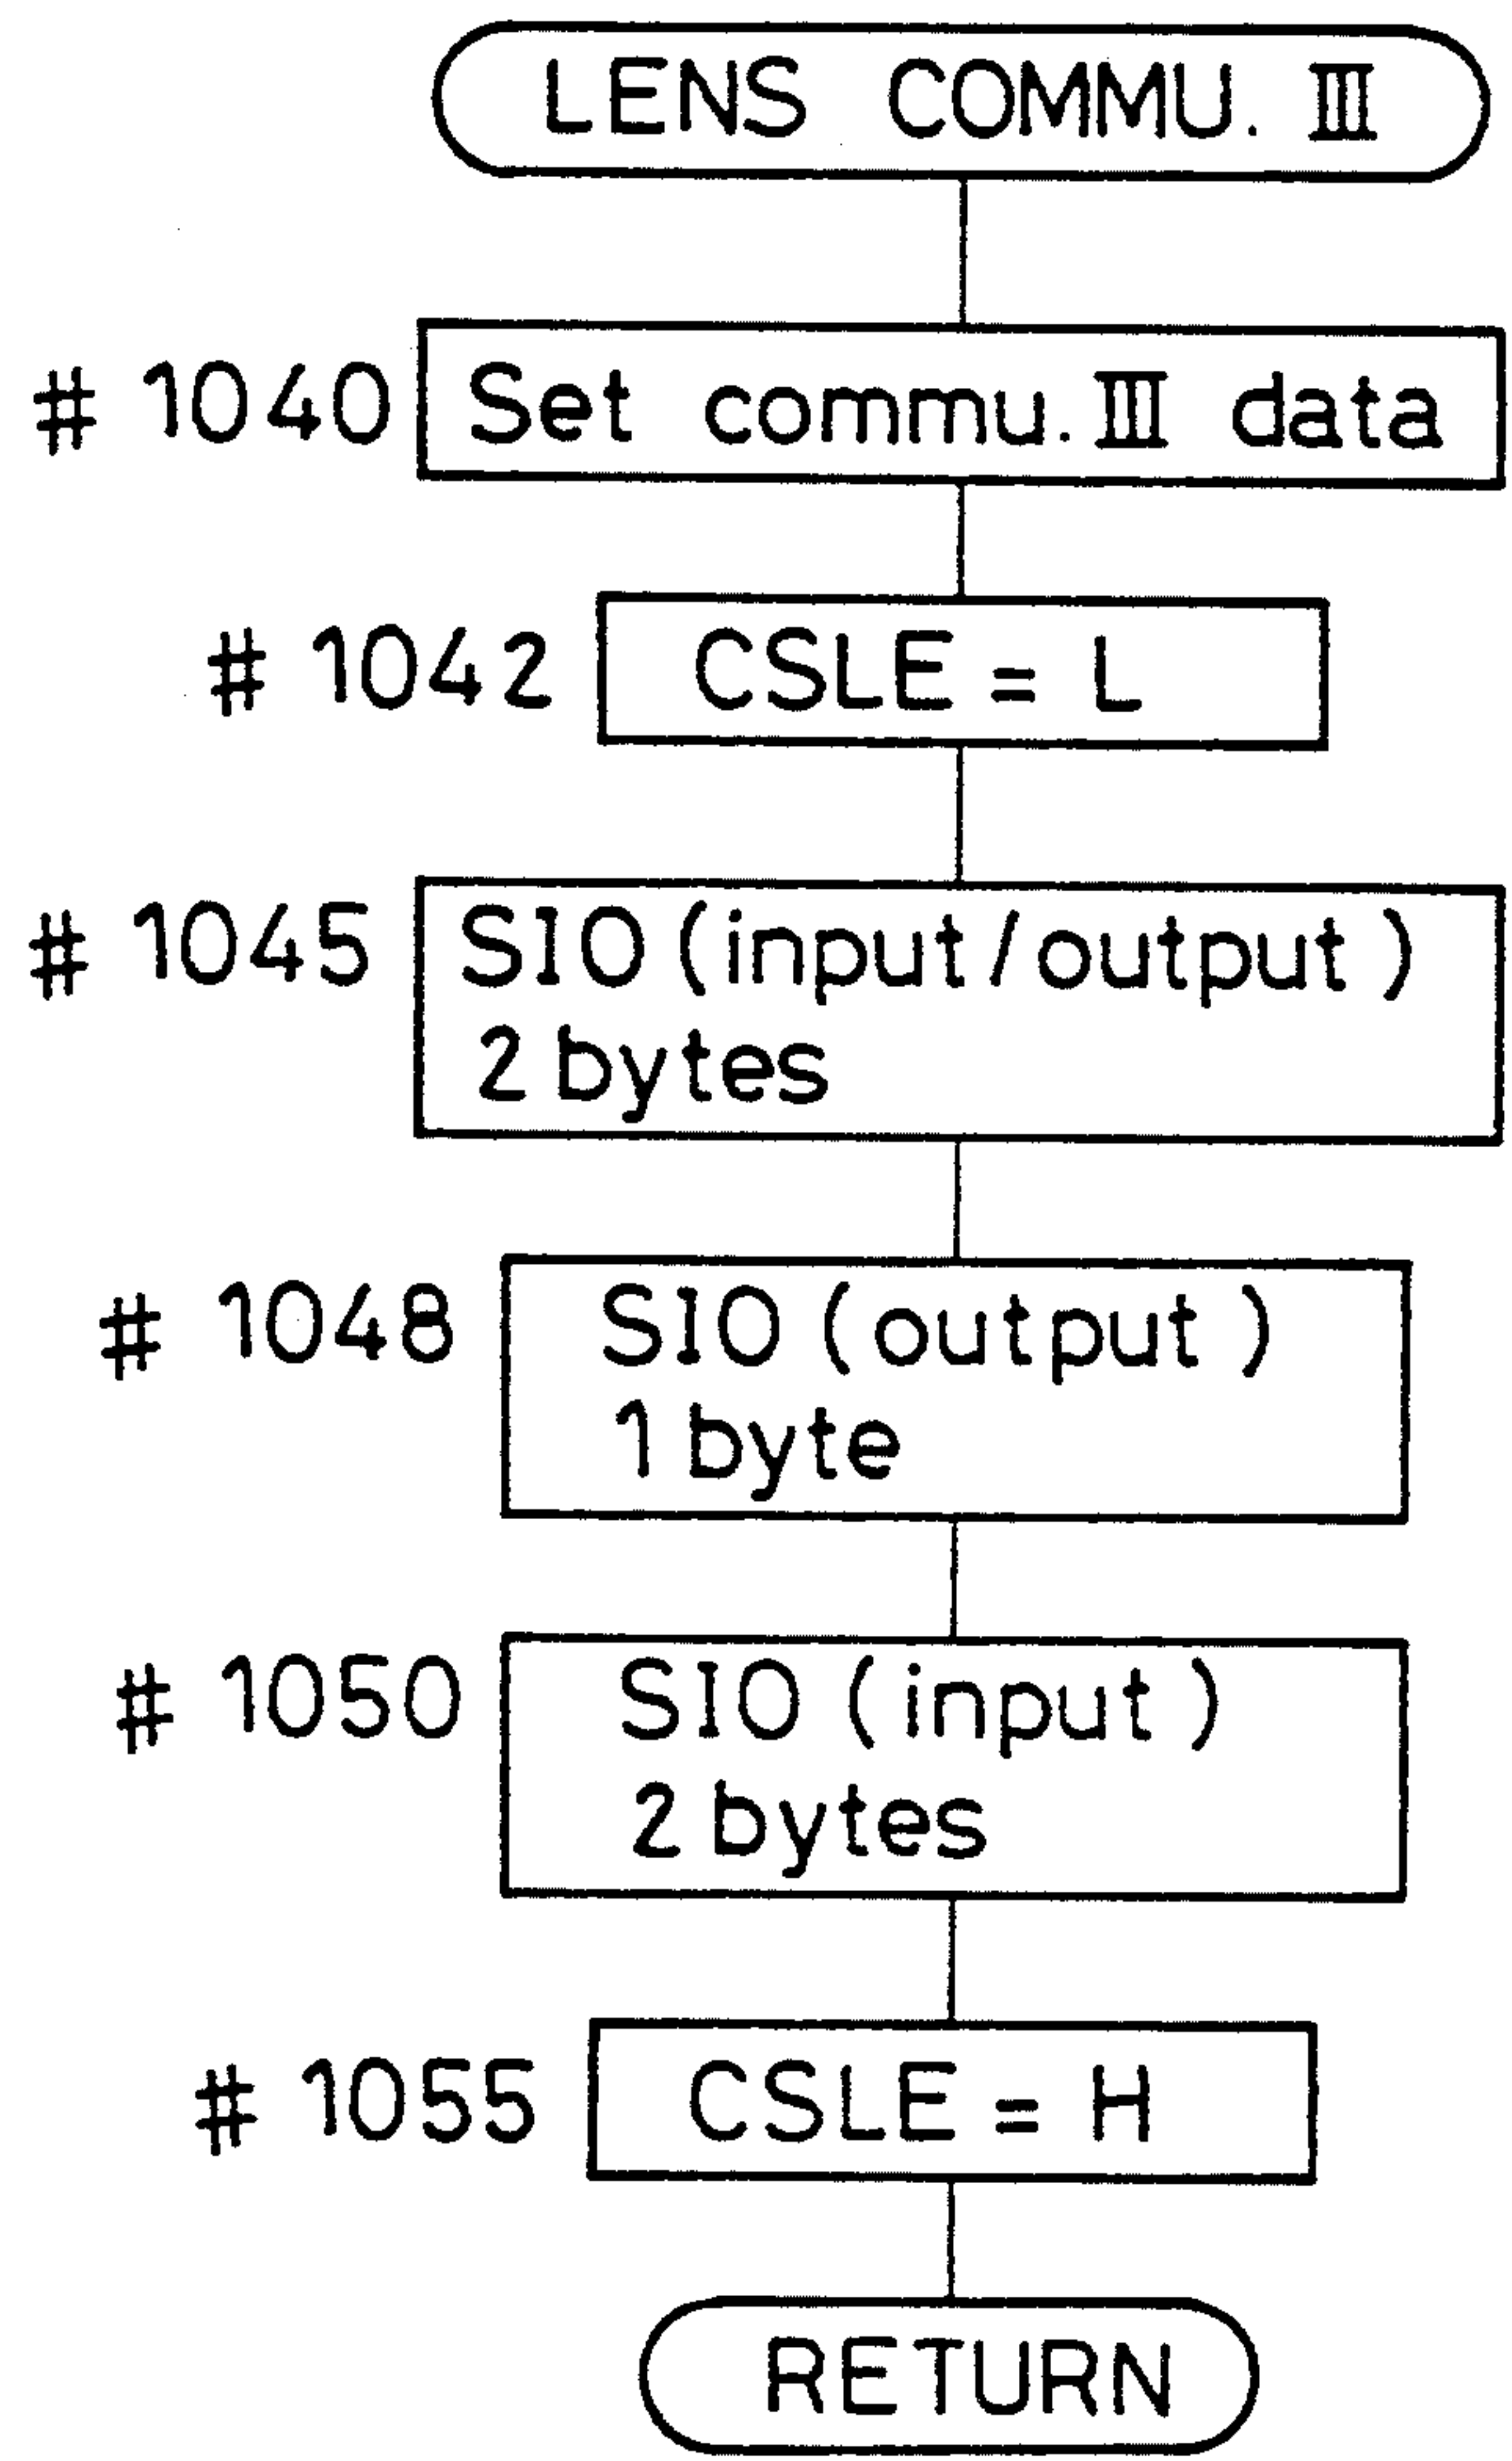 LENS COMMU. III
# 1040 Set commu. III data
# 1042 CSLE = L
# 1045 SIO (input/output)
2 bytes
# 1048 SIO (output)
1 byte
# 1050 SIO (input)
2 bytes
# 1055 CSLE = H
RETURN